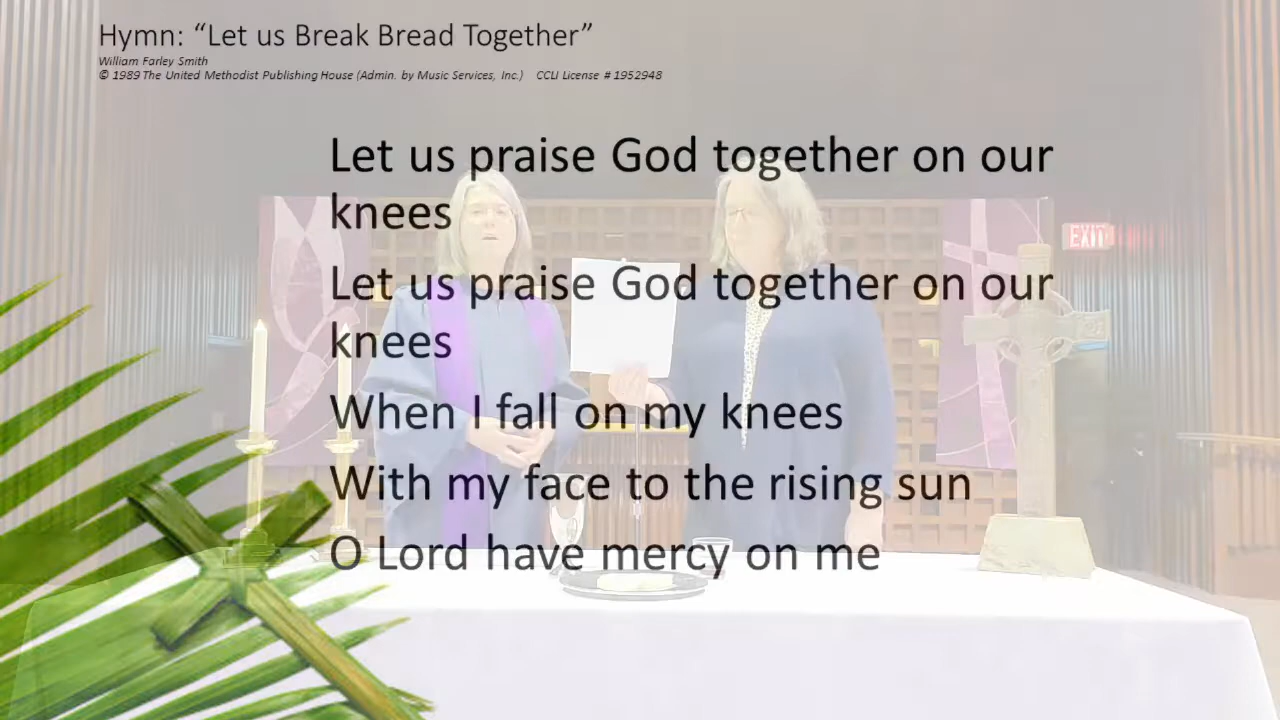 Hymn: “Let us Break Bread Together”
William Farley Smith
© 1989 The United Methodist Publishing House (Admin. by Music Services, Inc.)    CCLI License # 1952948
Let us praise God together on our
knees
Let us praise God together on our
knees
When I fall on my knees
With my face to the rising sun
O Lord have mercy on me
EXIT